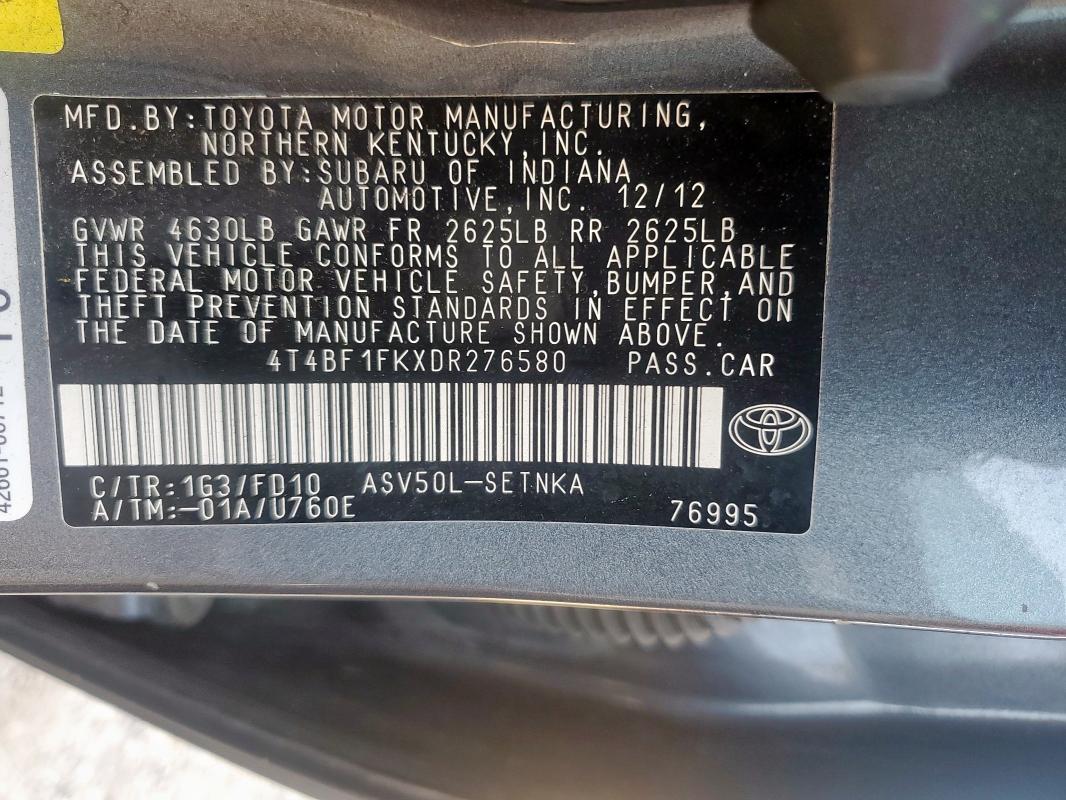 MFD.BY:TOYOTA MOTOR MANUFACTURING,
NORTHERN KENTUCKY,INC.
ASSEMBLED BY:SUBARU OF INDIANA
AUTOMOTIVE,INC. 12/12
GVWR 4630LB GAWR FR 2625LB RR 2625LB
THIS VEHICLE CONFORMS TO ALL APPLICABLE
FEDERAL MOTOR VEHICLE SAFETY,BUMPER,AND
THEFT PREVENTION STANDARDS IN EFFECT ON
THE DATE OF MANUFACTURE SHOWN ABOVE.
4T4BF1FKXDR276580 PASS.CAR
C/TR:1G3/FD10 ASV50L-SETNKA
A/TM:-01A/U760E 76995